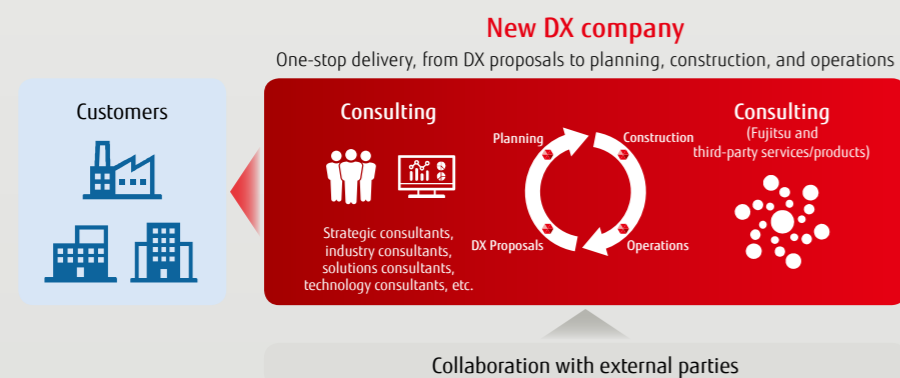 New DX company
One-stop delivery, from DX proposals to planning, construction, and operations
Customers
Consulting
Strategic consultants,
industry consultants,
solutions consultants,
technology consultants, etc.
Planning
Construction
DX Proposals
Operations
Consulting
(Fujitsu and
third-party services/products)
Collaboration with external parties